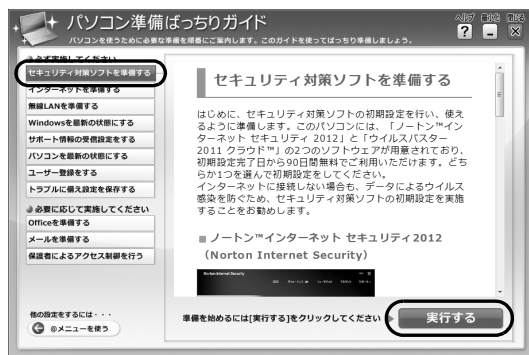 パソコン準備ばっちりガイド
パソコンを使うために必要な準備を順番にご案内します。このガイドを使ってばっちり準備しましょう。
ヘルプ 最小化 閉じる
必ず実施してください
セキュリティ対策ソフトを準備する
インターネットを準備する
無線LANを準備する
Windowsを最新の状態にする
サポート情報の受信設定をする
パソコンを最新の状態にする
ユーザー登録をする
トラブルに備え設定を保存する
必要に応じて実施してください
Officeを準備する
メールを準備する
保護者によるアクセス制御を行う
他の設定をするには・・・
@メニューを使う
セキュリティ対策ソフトを準備する
はじめに、セキュリティ対策ソフトの初期設定を行い、使え
るように準備します。このパソコンには、「ノートン™イン
ターネット セキュリティ 2012」と「ウイルスバスター
2011 クラウド™」の2つのソフトウェアが用意されており、
初期設定完了日から90日間無料でご利用いただけます。どち
らか1つを選んで初期設定をしてください。
インターネットに接続しない場合も、データによるウイルス
感染を防ぐため、セキュリティ対策ソフトの初期設定を実施
することをお勧めします。
■ ノートン™インターネット セキュリティ2012
（Norton Internet Security）
Norton Internet Security
準備を始めるには[実行する]をクリックしてください
実行する